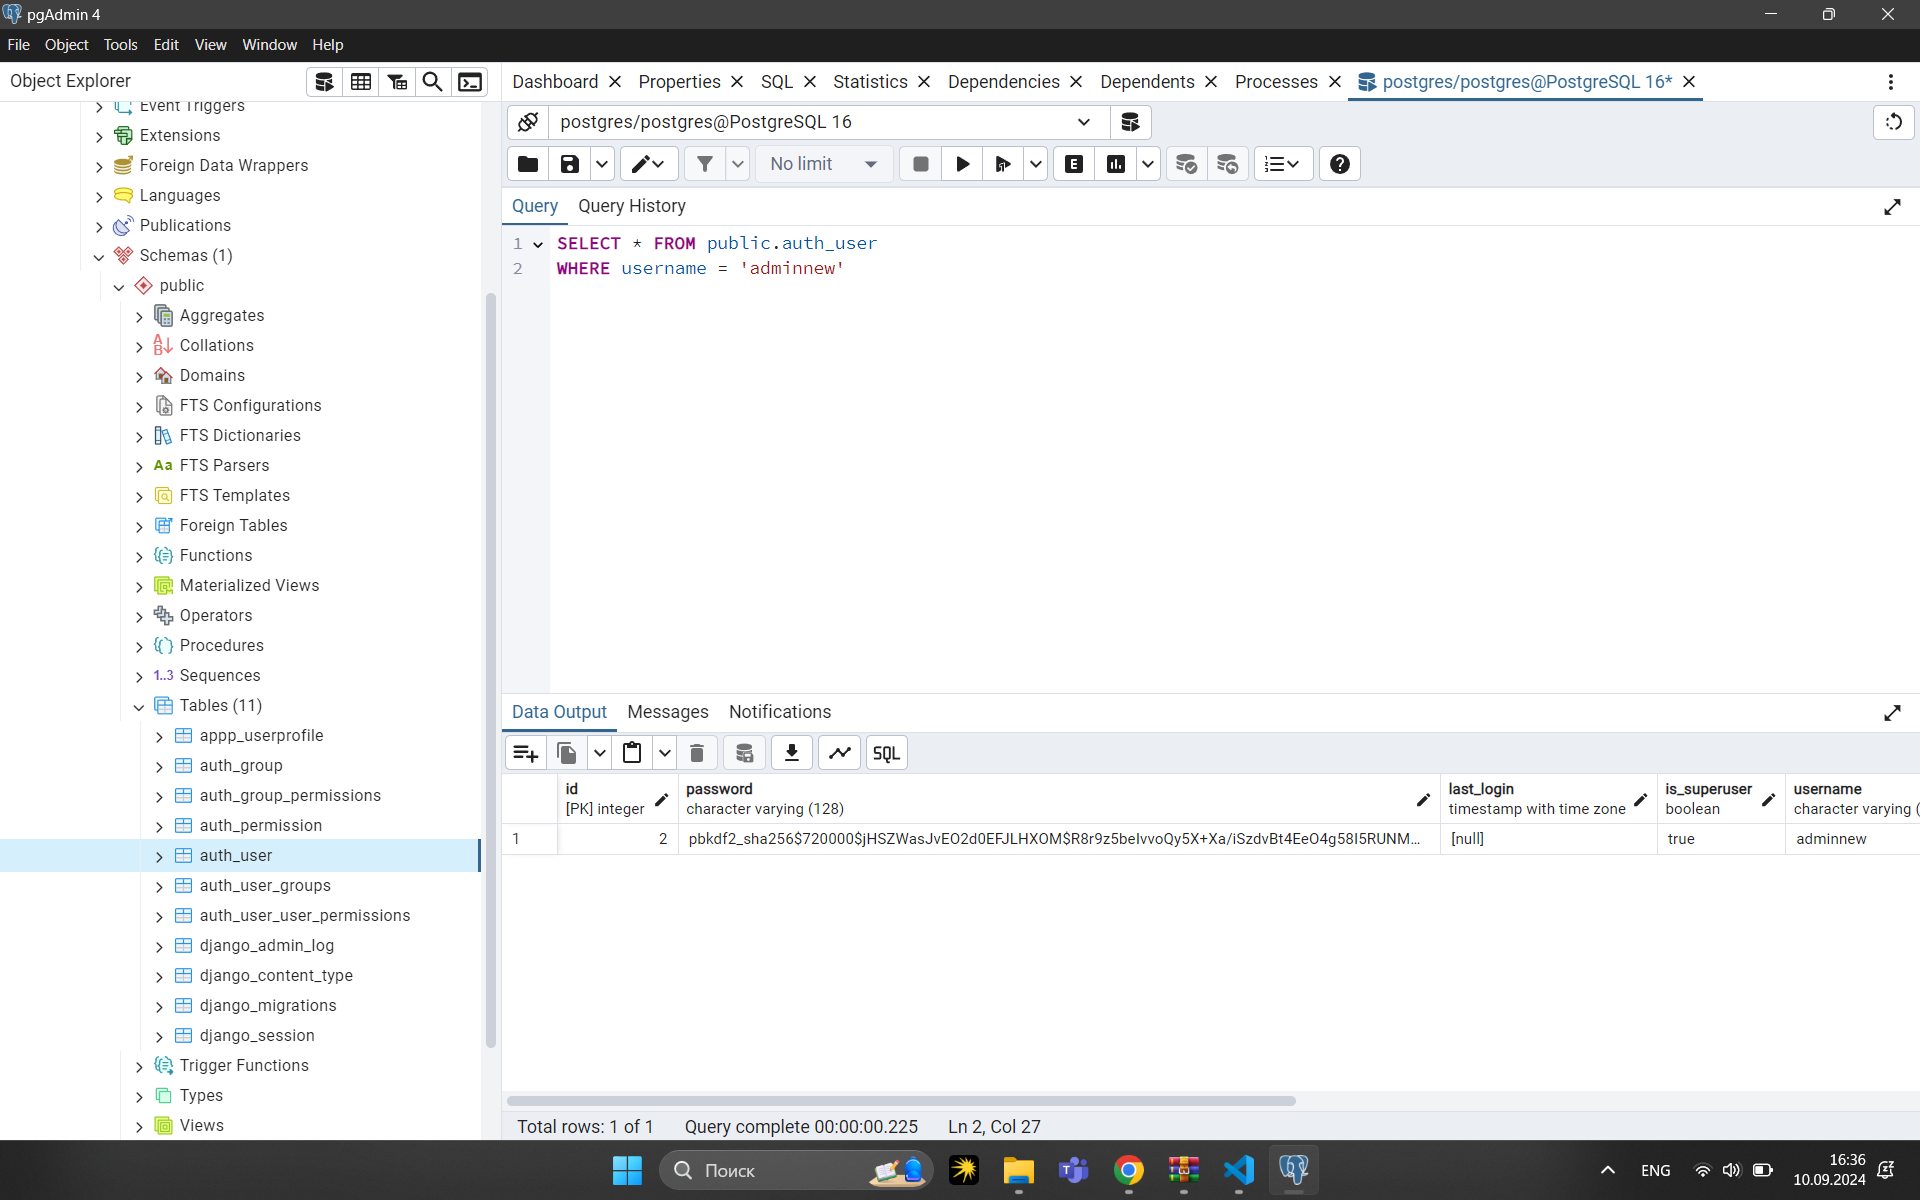 pgAdmin 4
File Object Tools Edit View Window Help
Object Explorer
Dashboard Properties SQL Statistics Dependencies Dependents Processes postgres/postgres@PostgreSQL 16*
Event Triggers
Extensions
Foreign Data Wrappers
Languages
Publications
Schemas (1)
public
Aggregates
Collations
Domains
FTS Configurations
FTS Dictionaries
Aa FTS Parsers
FTS Templates
Foreign Tables
Functions
Materialized Views
Operators
Procedures
1..3 Sequences
Tables (11)
appp_userprofile
auth_group
auth_group_permissions
auth_permission
auth_user
auth_user_groups
auth_user_user_permissions
django_admin_log
django_content_type
django_migrations
django_session
Trigger Functions
Types
Views
postgres/postgres@PostgreSQL 16
No limit
E
Query Query History
1 SELECT * FROM public.auth_user
2 WHERE username = 'adminnew'
Data Output Messages Notifications
SQL
id password last_login is_superuser username
[PK] integer character varying (128) timestamp with time zone boolean character varying (
1 2 pbkdf2_sha256$720000$jHSZWasJvEO2d0EFJLHXOM$R8r9z5beIvvoQy5X+Xa/iSzdvBt4EeO4g58I5RUNM... [null] true adminnew
Total rows: 1 of 1 Query complete 00:00:00.225 Ln 2, Col 27
Поиск
ENG
16:36
10.09.2024